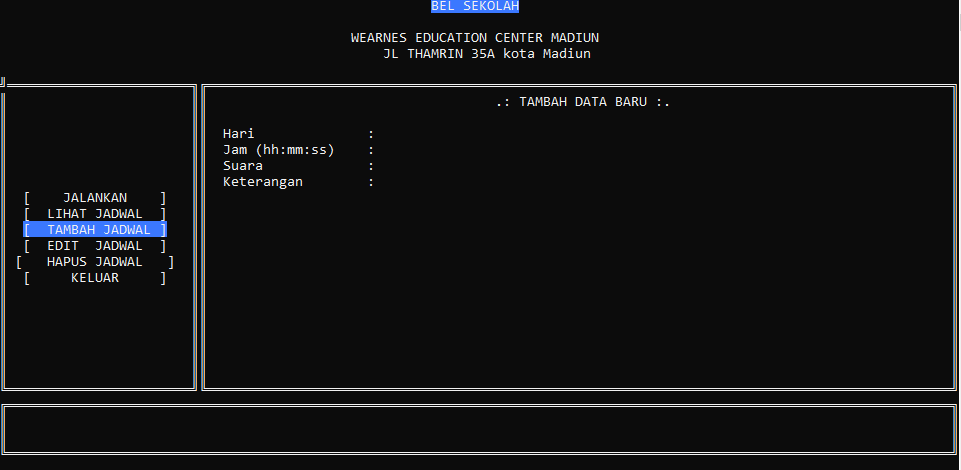 BEL SEKOLAH
WEARNES EDUCATION CENTER MADIUN
JL THAMRIN 35A kota Madiun
[ JALANKAN ]
[ LIHAT JADWAL ]
[ TAMBAH JADWAL ]
[ EDIT JADWAL ]
[ HAPUS JADWAL ]
[ KELUAR ]
.: TAMBAH DATA BARU :.
Hari :
Jam (hh:mm:ss) :
Suara :
Keterangan :